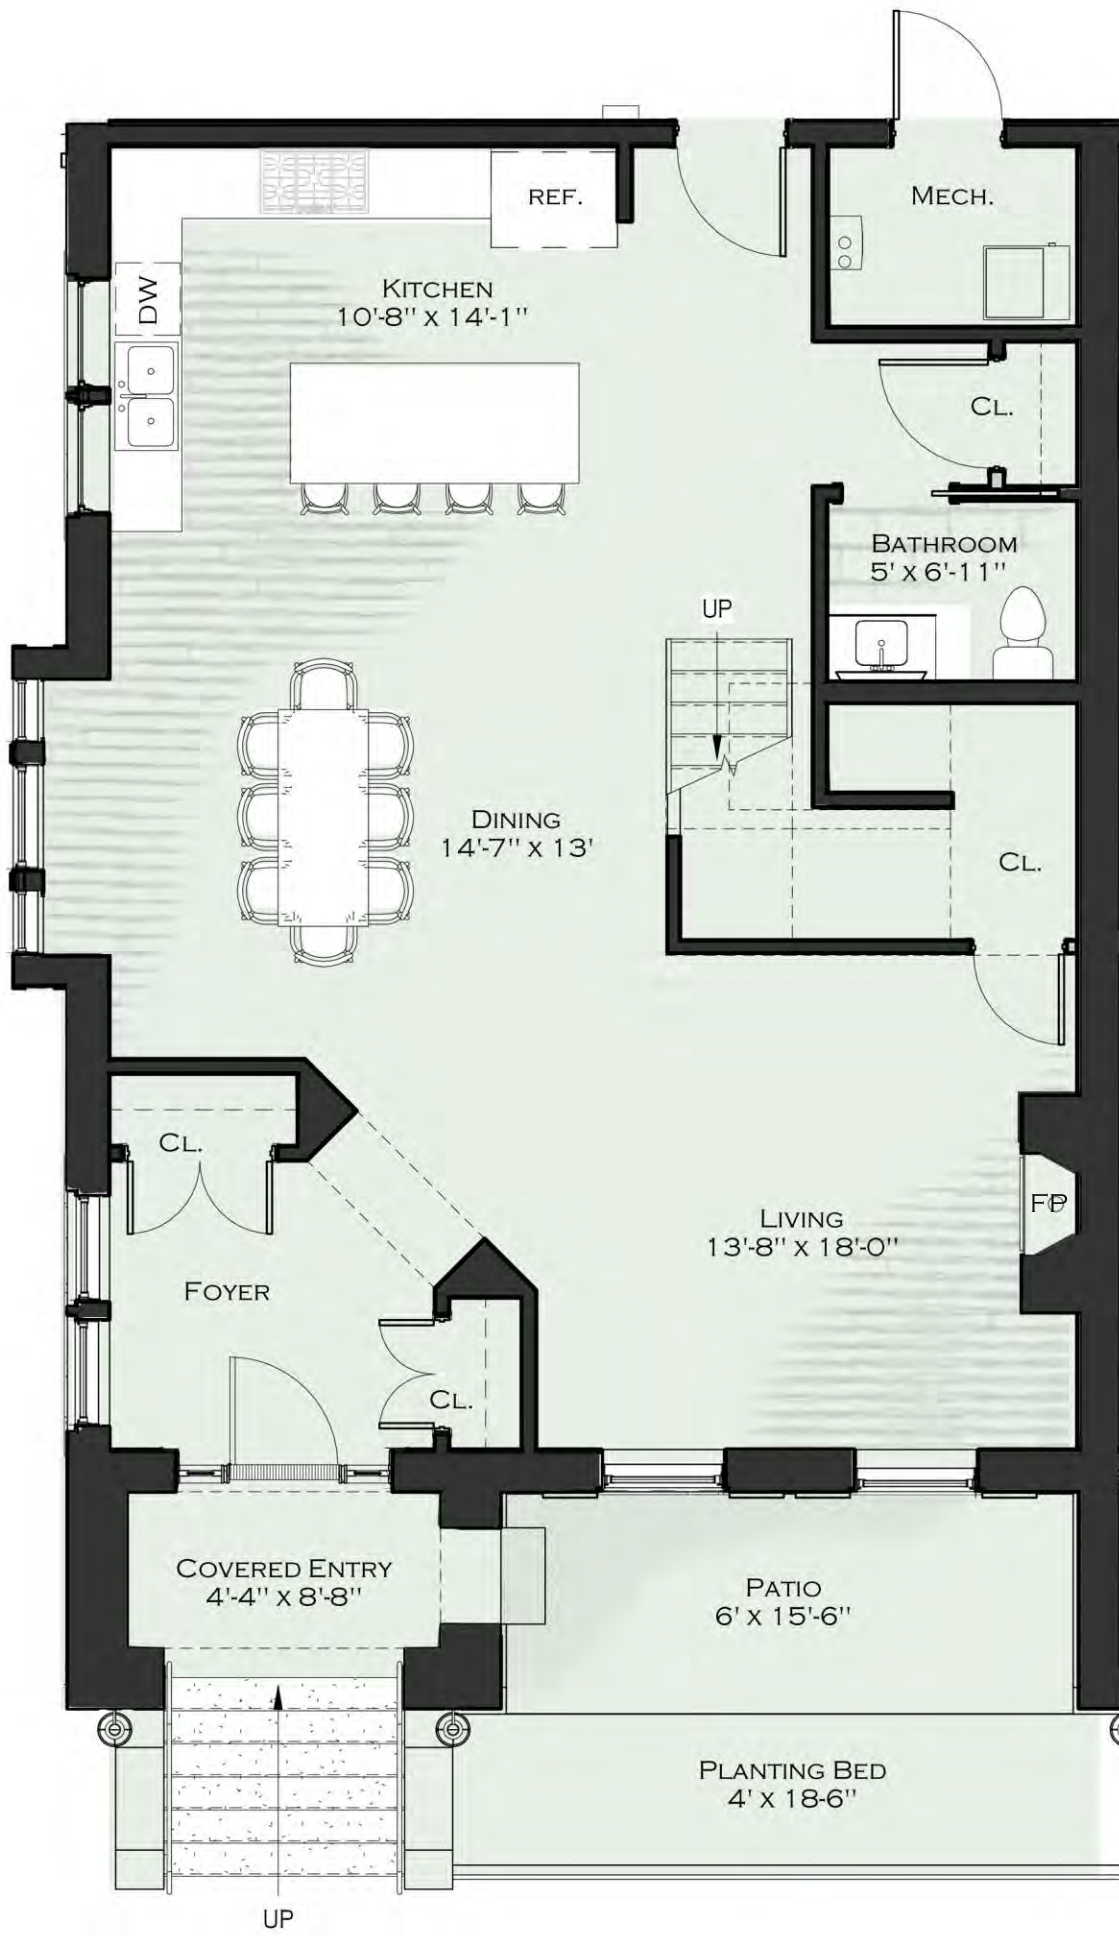 MECH.
REF.
KITCHEN
10'-8" X 14'-1"
DW
CL.
BATHROOM
5' X 6'-11"
UP
DINING
14'-7" X 13'
CL.
CL.
FP
LIVING
13'-8" X 18'-0"
FOYER
CL.
COVERED ENTRY
4'-4" X 8'-8"
PATIO
6' X 15'-6"
PLANTING BED
4' X 18-6"
UP